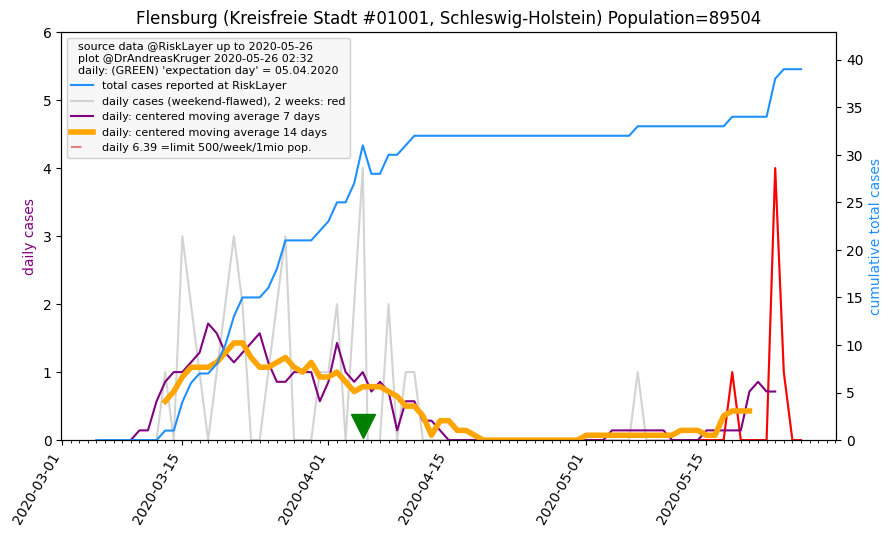 Flensburg (Kreisfreie Stadt #01001, Schleswig-Holstein) Population=89504
source data @RiskLayer up to 2020-05-26
plot @DrAndreasKruger 2020-05-26 02:32
daily: (GREEN) 'expectation day' = 05.04.2020
total cases reported at RiskLayer
daily cases (weekend-flawed), 2 weeks: red
daily: centered moving average 7 days
daily: centered moving average 14 days
daily 6.39 =limit 500/week/1mio pop.
daily cases
6
5
4
3
2
1
0
cumulative total cases
40
35
30
25
20
15
10
5
0
2020-03-01
2020-03-15
2020-04-01
2020-04-15
2020-05-01
2020-05-15